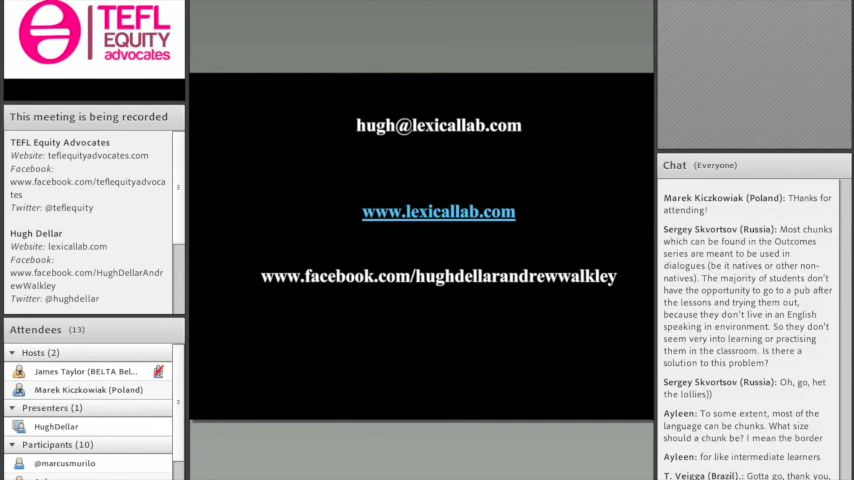 TEFL
EQUITY
advocates
This meeting is being recorded
TEFL Equity Advocates
Website: teflequityadvocates.com
Facebook:
www.facebook.com/teflequityadvoca
tes
Twitter: @teflequity
Hugh Dellar
Website: lexicallab.com
Facebook:
www.facebook.com/HughDellarAndr
ewWalkley
Twitter: @hughdellar
Attendees (13)
Hosts (2)
James Taylor (BELTA Bel...
Marek Kiczkowiak (Poland)
Presenters (1)
HughDellar
Participants (10)
@marcusmurilo
hugh@lexicallab.com
www.lexicallab.com
www.facebook.com/hughdellarandrewwalkley
Chat (Everyone)
Marek Kiczkowiak (Poland): THanks for
attending!
Sergey Skvortsov (Russia): Most chunks
which can be found in the Outcomes
series are meant to be used in
dialogues (be it natives or other non-
natives). The majority of students don't
have the opportunity to go to a pub after
the lessons and trying them out,
because they don't live in an English
speaking in environment. So they don't
seem very into learning or practising
them in the classroom. Is there a
solution to this problem?
Sergey Skvortsov (Russia): Oh, go, het
the lollies))
Ayleen: To some extent, most of the
language can be chunks. What size
should a chunk be? I mean the border
Ayleen: for like intermediate learners
T. Veigga (Brazil).: Gotta go, thank you,